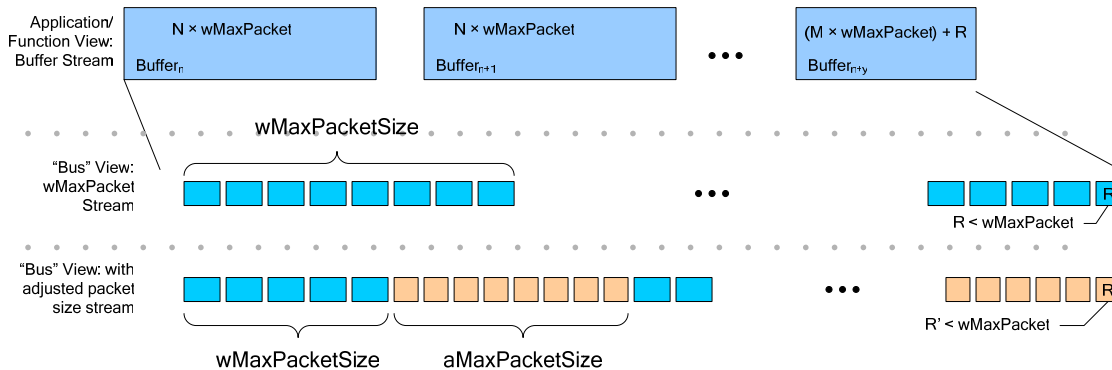 Application/
Function View:
Buffer Stream
N × wMaxPacket
Buffern
N × wMaxPacket
Buffern+1
•••
(M × wMaxPacket) + R
Buffern+y
wMaxPacketSize
“Bus” View:
wMaxPacket
Stream
•••
R
R < wMaxPacket
“Bus” View: with
adjusted packet
size stream
•••
R
R' < wMaxPacket
wMaxPacketSize
aMaxPacketSize